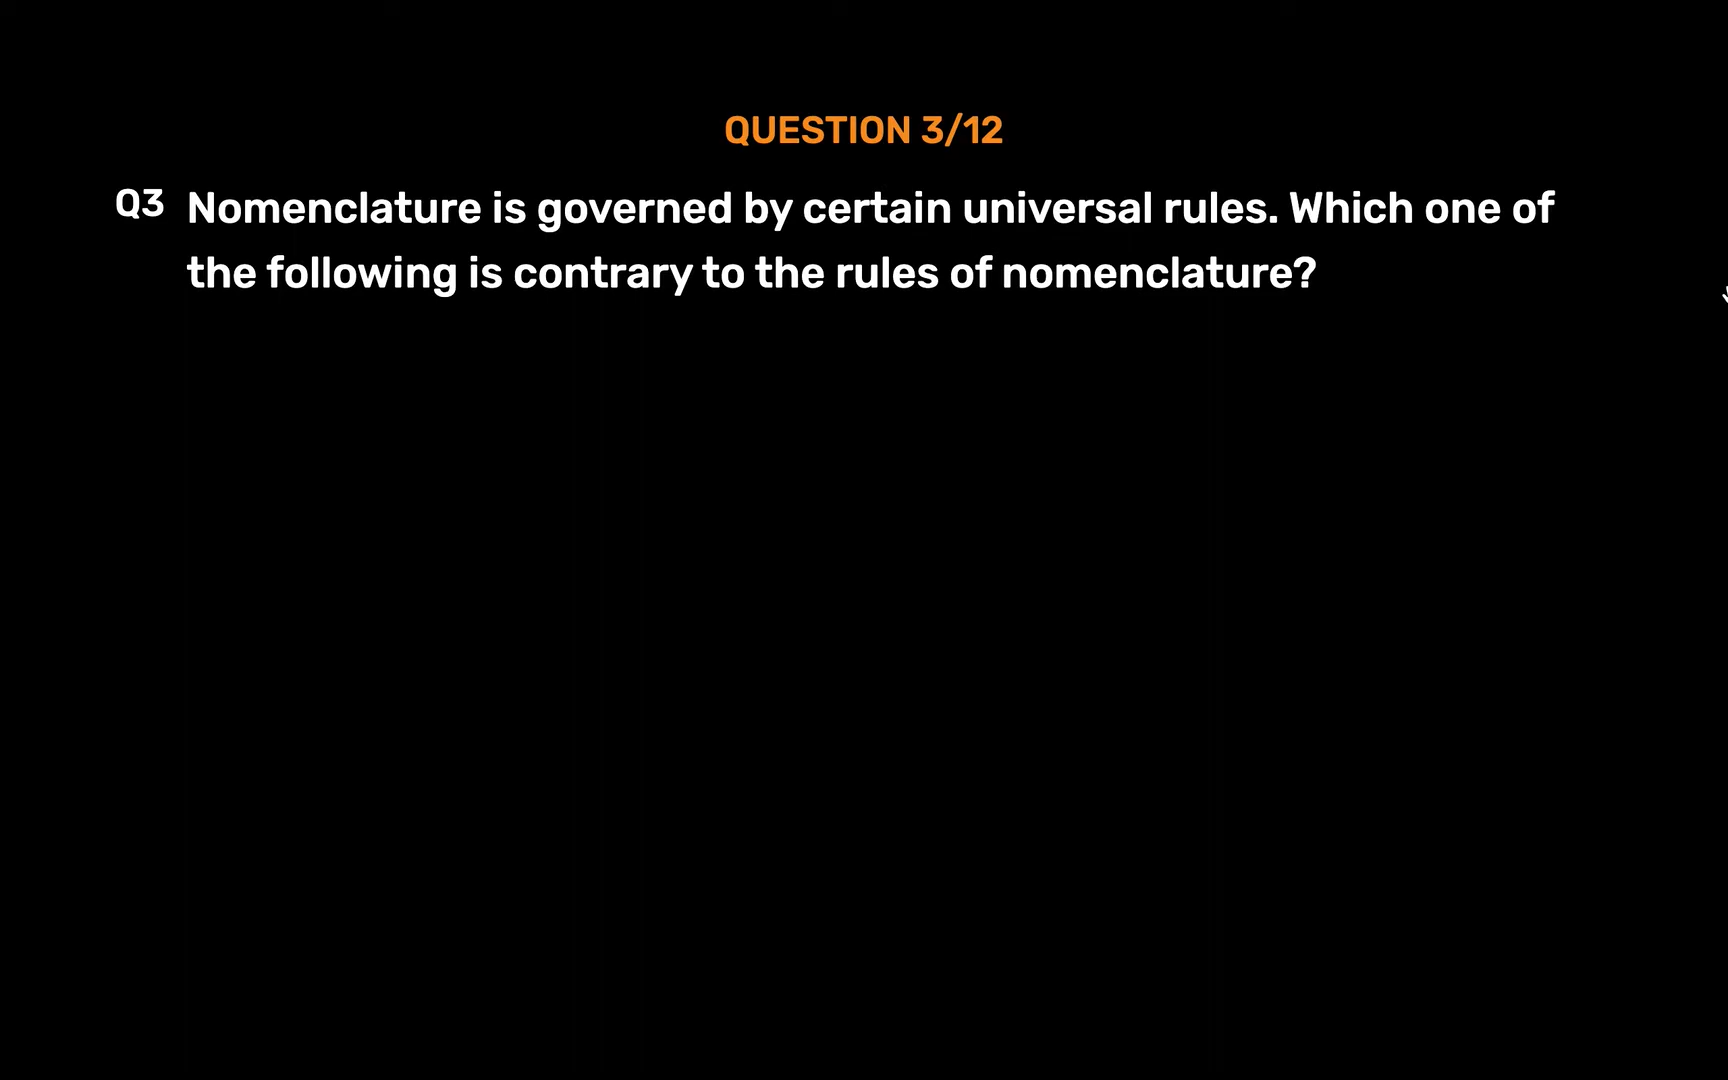 QUESTION 3/12
Q3 Nomenclature is governed by certain universal rules. Which one of
the following is contrary to the rules of nomenclature?